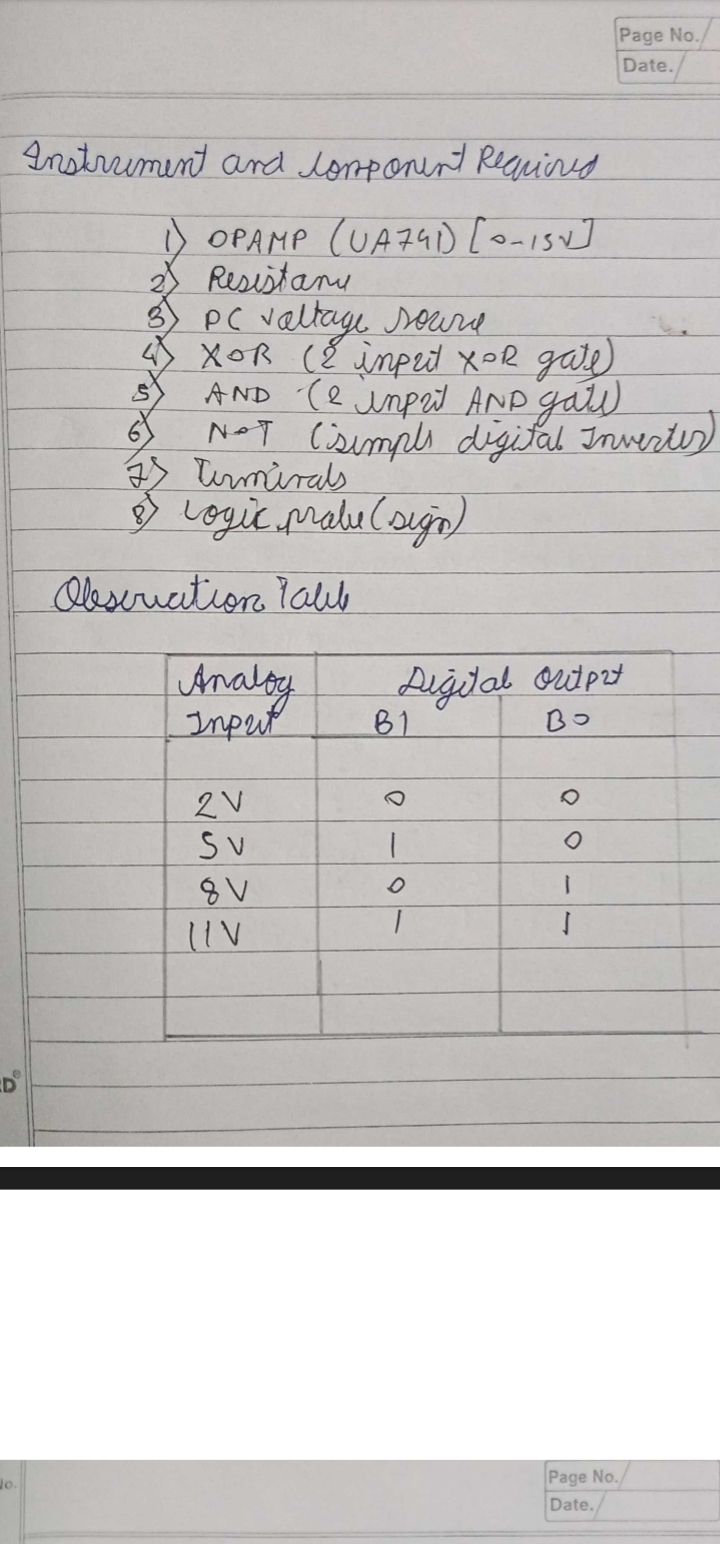 Page No.
Date.
Instrument and Component Required
1) OPAMP (UA741) [0-15V]
2) Resistance
3) DC voltage source
4) XOR (2 input XOR gate)
5) AND (2 input AND gate)
6) NOT (simple digital Inverter)
7) Terminals
8) Logic probe (sign)
Observation Table
Analog Digital Output
Input B1 B0
2V 0 0
5V 1 0
8V 0 1
11V 1 1
Page No.
Date.